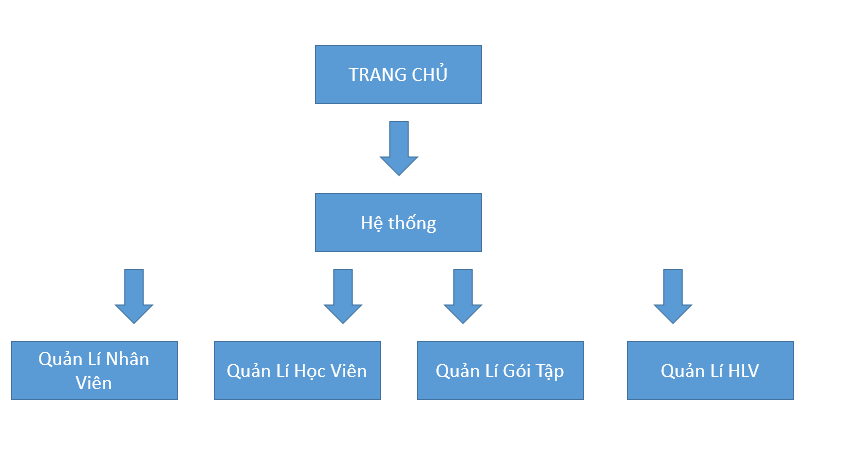 TRANG CHỦ
Hệ thống
Quản Lí Nhân
Viên
Quản Lí Học Viên
Quản Lí Gói Tập
Quản Lí HLV